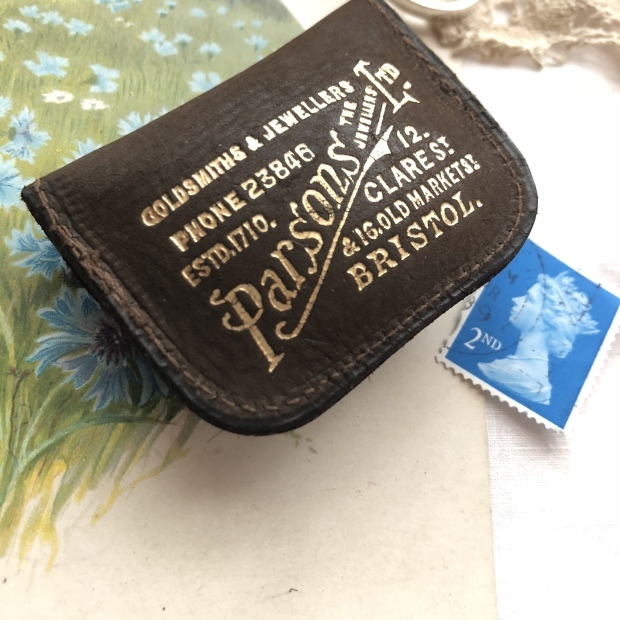 GOLDSMITHS & JEWELLERS
PHONE 23846
ESTD. 1710.
Parsons
THE
JEWELLERS
LTD.
12.
CLARE ST
& 16. OLD MARKET ST
BRISTOL.
2ND